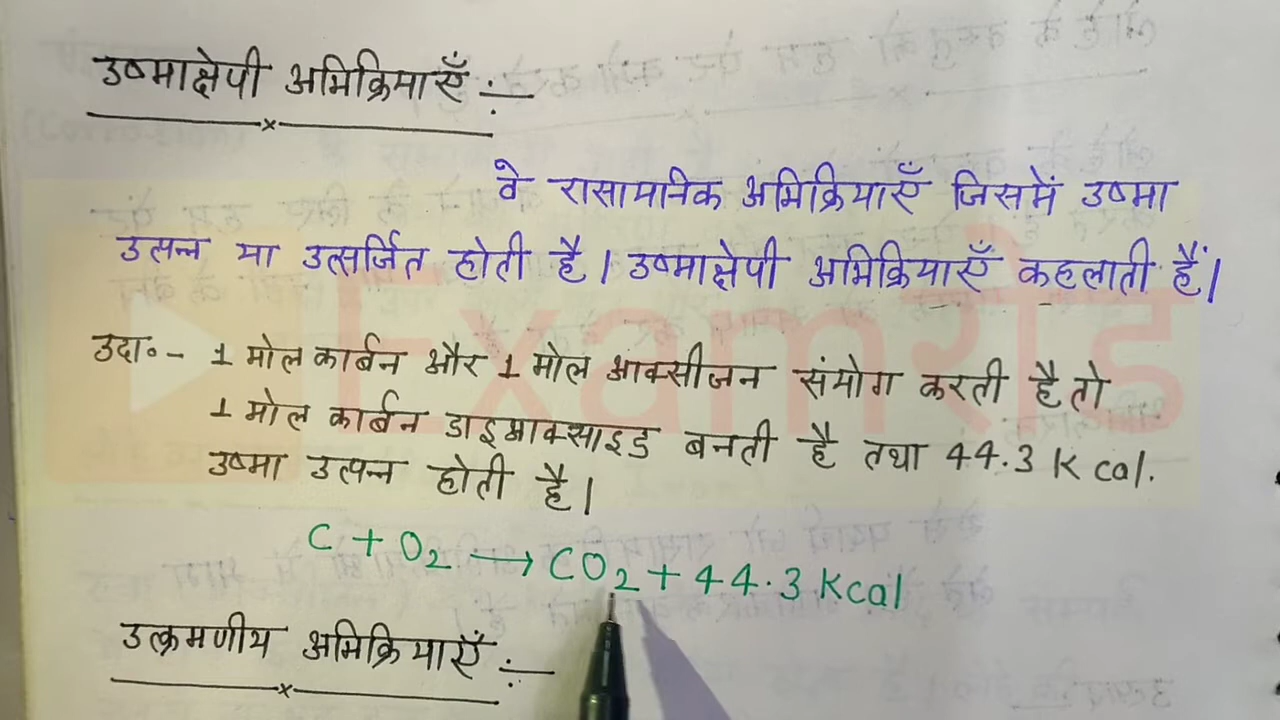 उष्माक्षेपी अभिक्रियाएँ :-
वे रासायनिक अभिक्रियाएँ जिसमें उष्मा
उत्पन्न या उत्सर्जित होती है। उष्माक्षेपी अभिक्रियाएँ कहलाती हैं।
उदा०- 1 मोल कार्बन और 1 मोल आक्सीजन संयोग करती है तो
1 मोल कार्बन डाइआक्साइड बनती है तथा 44.3 K cal.
उष्मा उत्पन्न होती है।
C + O₂ → CO₂ + 44.3 Kcal
उत्क्रमणीय अभिक्रियाएँ :-
Examरोड